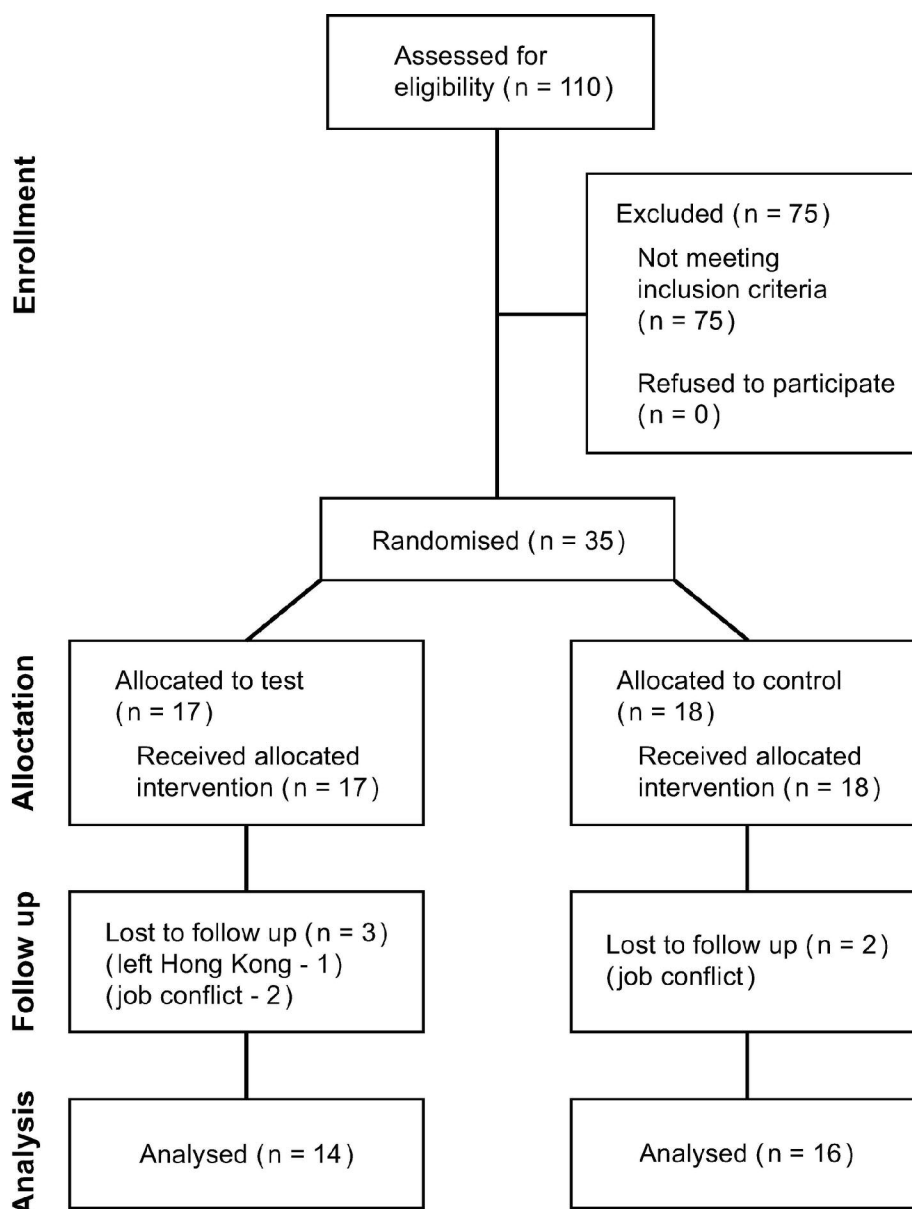 Enrollment
Assessed for
eligibility (n = 110)
Excluded (n = 75)
Not meeting
inclusion criteria
(n = 75)
Refused to participate
(n = 0)
Randomised (n = 35)
Alloctation
Allocated to test
(n = 17)
Received allocated
intervention (n = 17)
Allocated to control
(n = 18)
Received allocated
intervention (n = 18)
Follow up
Lost to follow up (n = 3)
(left Hong Kong - 1)
(job conflict - 2)
Lost to follow up (n = 2)
(job conflict)
Analysis
Analysed (n = 14)
Analysed (n = 16)